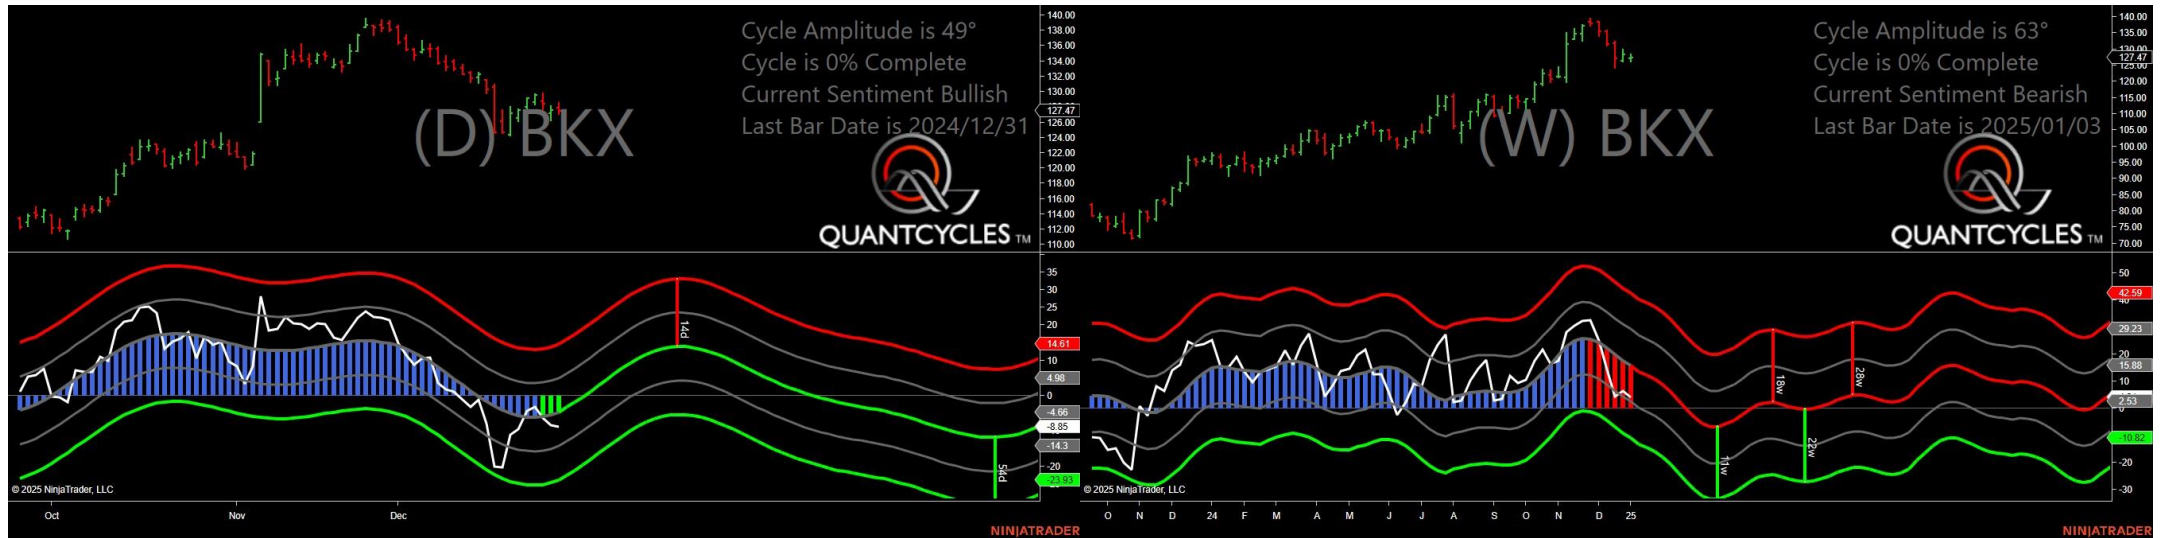 Cycle Amplitude is 49°
Cycle is 0% Complete
Current Sentiment Bullish
Last Bar Date is 2024/12/31
(D) BKX
QUANTCYCLES TM
140.00
138.00
136.00
134.00
132.00
130.00
127.47
126.00
124.00
122.00
120.00
118.00
116.00
114.00
112.00
110.00
35
30
25
20
14.61
10
4.98
0
-4.66
-8.85
-14.3
-20
-23.93
14d
54d
© 2025 NinjaTrader, LLC
Oct
Nov
Dec
NINJATRADER
Cycle Amplitude is 63°
Cycle is 0% Complete
Current Sentiment Bearish
Last Bar Date is 2025/01/03
(W) BKX
QUANTCYCLES TM
140.00
135.00
130.00
127.47
125.00
120.00
115.00
110.00
105.00
100.00
95.00
90.00
85.00
80.00
75.00
70.00
50
42.59
29.23
20
15.88
10
2.53
0
-10.82
-20
-30
11w
18w
22w
28w
© 2025 NinjaTrader, LLC
O N D 24 F M A M J J A S O N D 25
NINJATRADER